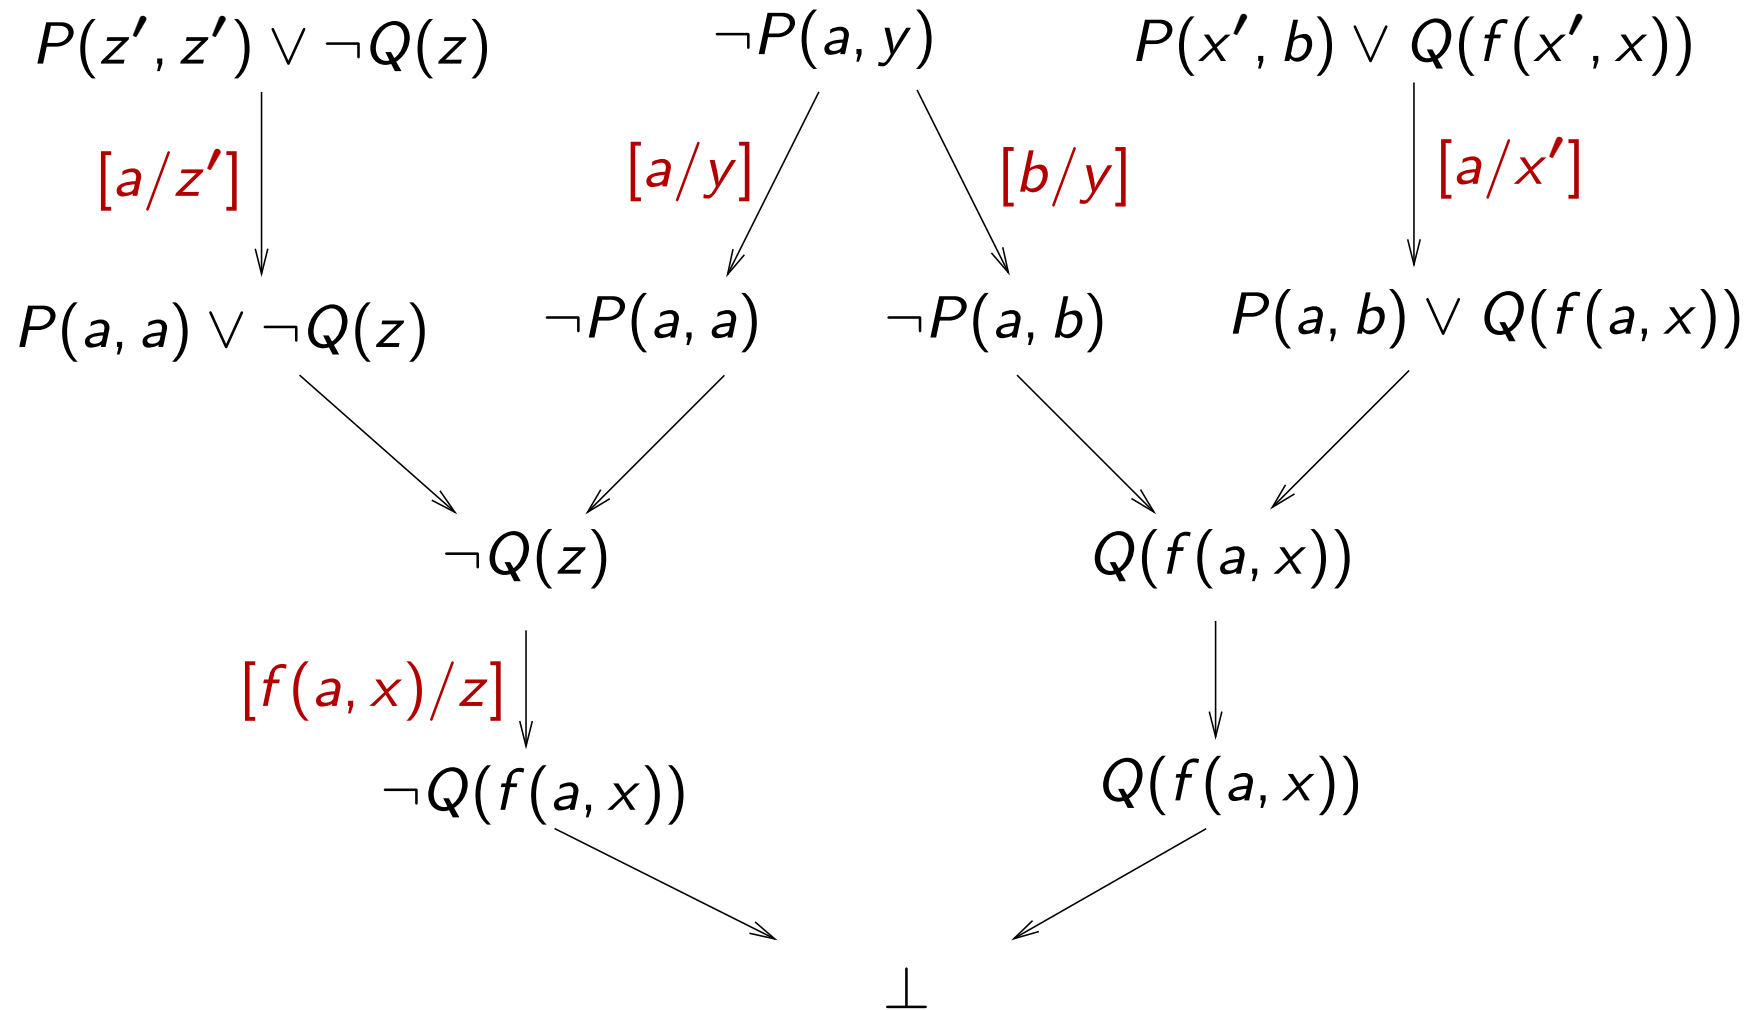 P(z′, z′) ∨ ¬Q(z) ¬P(a, y) P(x′, b) ∨ Q(f(x′, x))
[a/z′] [a/y] [b/y] [a/x′]
P(a, a) ∨ ¬Q(z) ¬P(a, a) ¬P(a, b) P(a, b) ∨ Q(f(a, x))
¬Q(z) Q(f(a, x))
[f(a, x)/z]
¬Q(f(a, x)) Q(f(a, x))
⊥